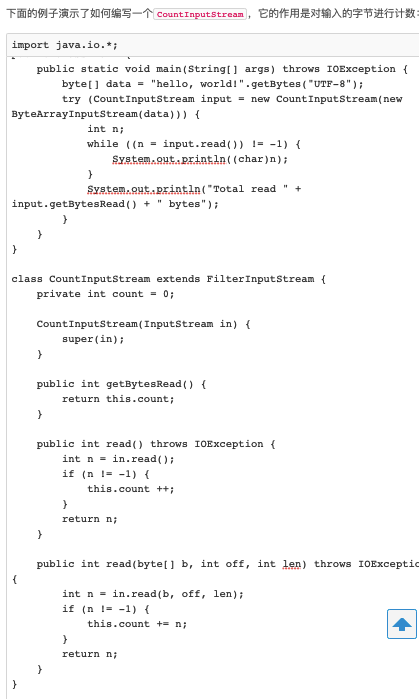 下面的例子演示了如何编写一个CountInputStream，它的作用是对输入的字节进行计数：
import java.io.*;
public static void main(String[] args) throws IOException {
byte[] data = "hello, world!".getBytes("UTF-8");
try (CountInputStream input = new CountInputStream(new
ByteArrayInputStream(data))) {
int n;
while ((n = input.read()) != -1) {
System.out.println((char)n);
}
System.out.println("Total read " +
input.getBytesRead() + " bytes");
}
}
}
class CountInputStream extends FilterInputStream {
private int count = 0;
CountInputStream(InputStream in) {
super(in);
}
public int getBytesRead() {
return this.count;
}
public int read() throws IOException {
int n = in.read();
if (n != -1) {
this.count ++;
}
return n;
}
public int read(byte[] b, int off, int len) throws IOExceptic
{
int n = in.read(b, off, len);
if (n != -1) {
this.count += n;
}
return n;
}
}